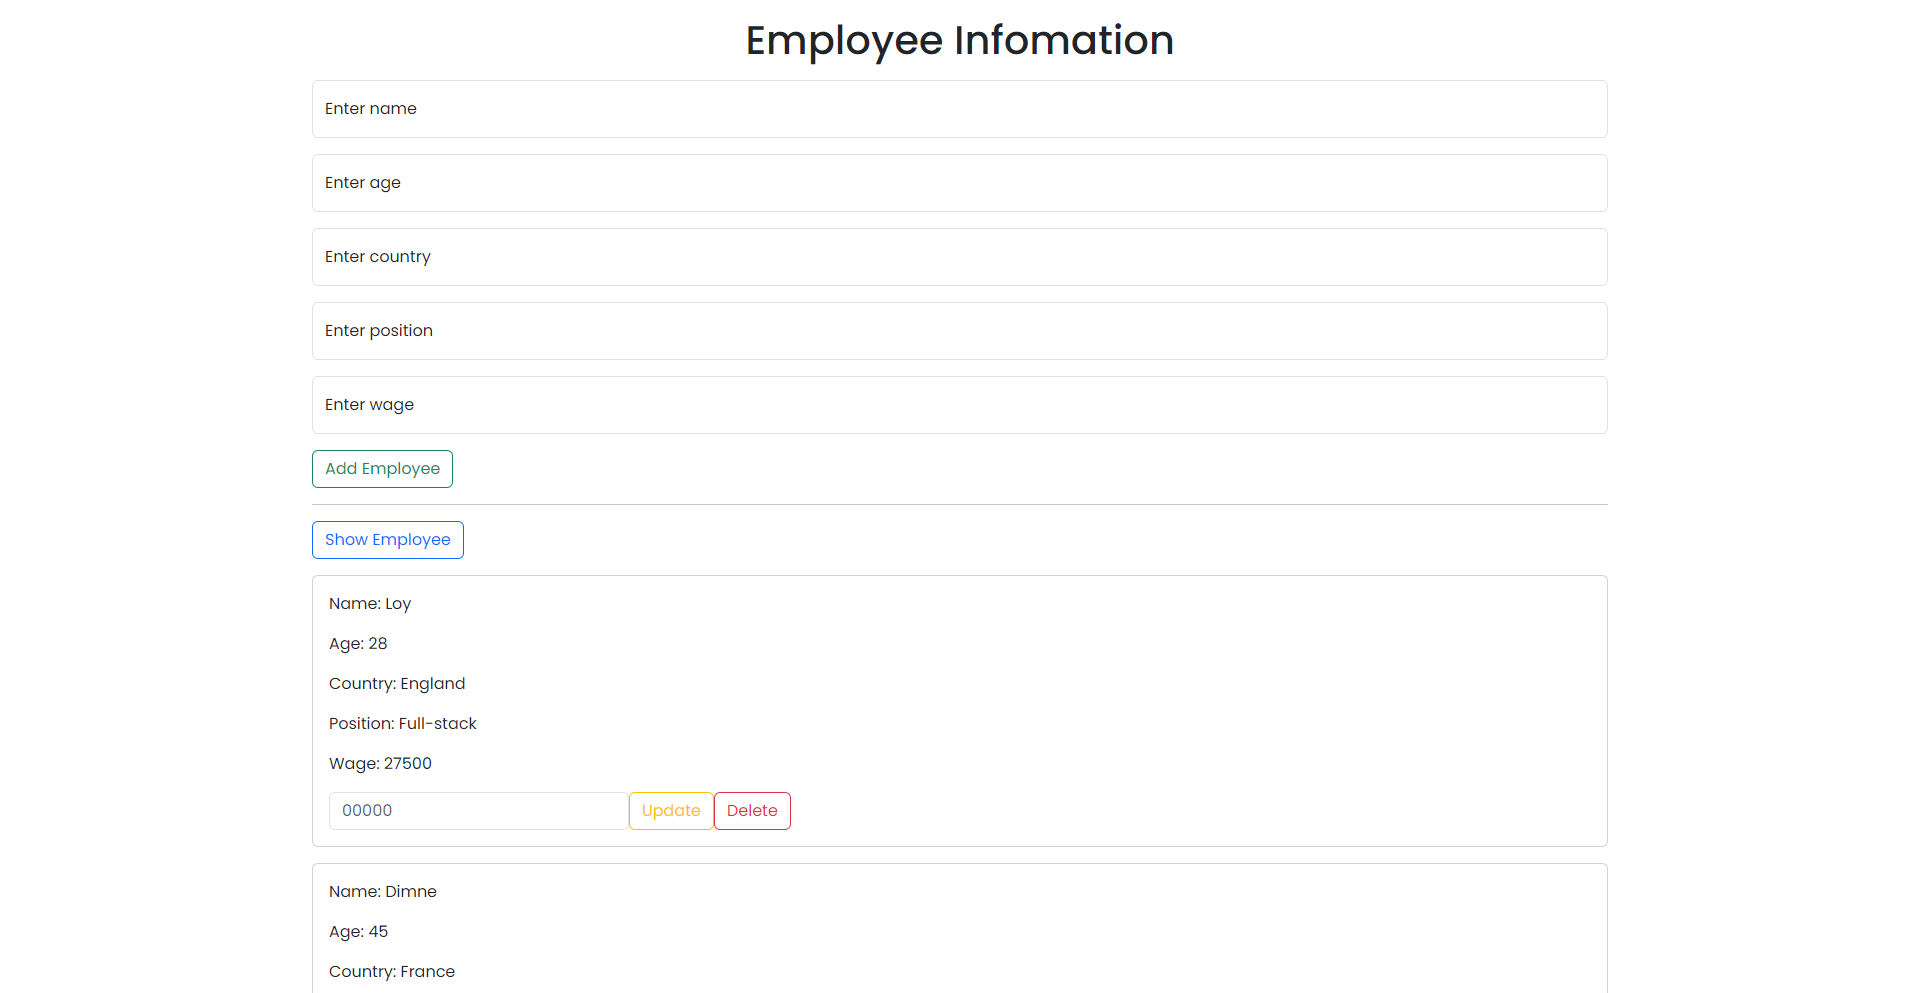 Employee Infomation
Enter name
Enter age
Enter country
Enter position
Enter wage
Add Employee
Show Employee
Name: Loy
Age: 28
Country: England
Position: Full-stack
Wage: 27500
00000 Update Delete
Name: Dimne
Age: 45
Country: France